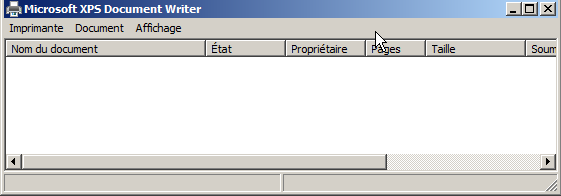 Microsoft XPS Document Writer
Imprimante Document Affichage
Nom du document État Propriétaire Pages Taille Soum